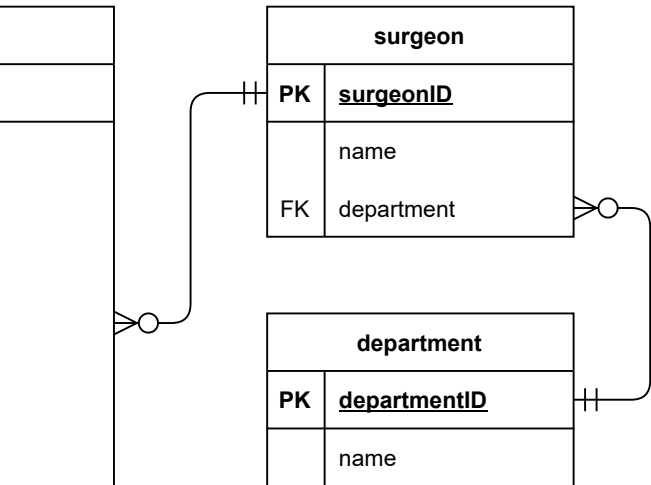 surgeon
PK surgeonID
name
FK department
department
PK departmentID
name